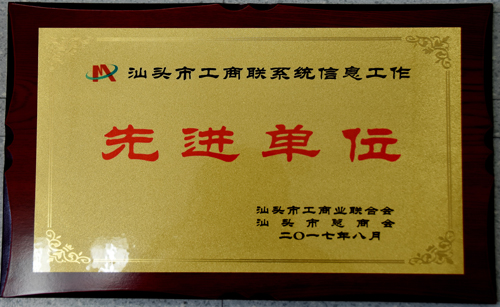 汕头市工商联系统信息工作
先进单位
汕头市工商业联合会
汕头市总商会
二〇一七年八月